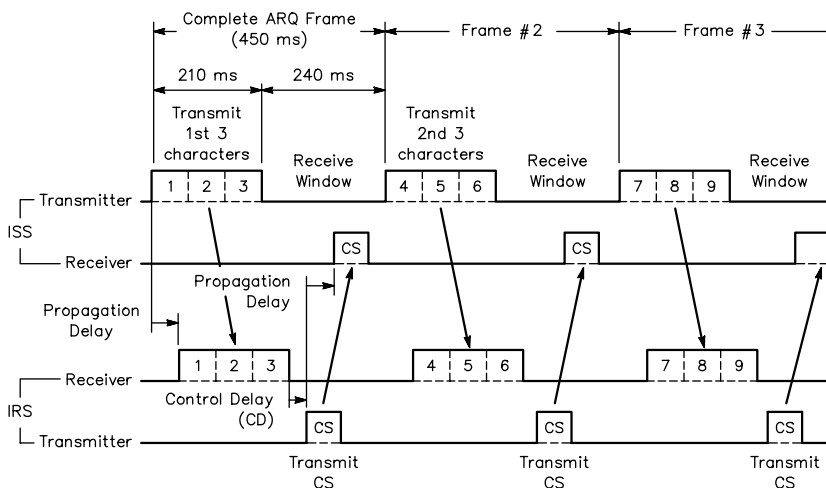 Complete ARQ Frame
(450 ms)
Frame #2
Frame #3
210 ms
240 ms
Transmit
1st 3
characters
Transmit
2nd 3
characters
Receive
Window
Receive
Window
Receive
Window
1 2 3
4 5 6
7 8 9
Transmitter
ISS
CS
CS
Receiver
Propagation
Delay
Propagation
Delay
1 2 3
4 5 6
7 8 9
Receiver
IRS
Control Delay
(CD)
CS
CS
CS
Transmitter
Transmit
CS
Transmit
CS
Transmit
CS